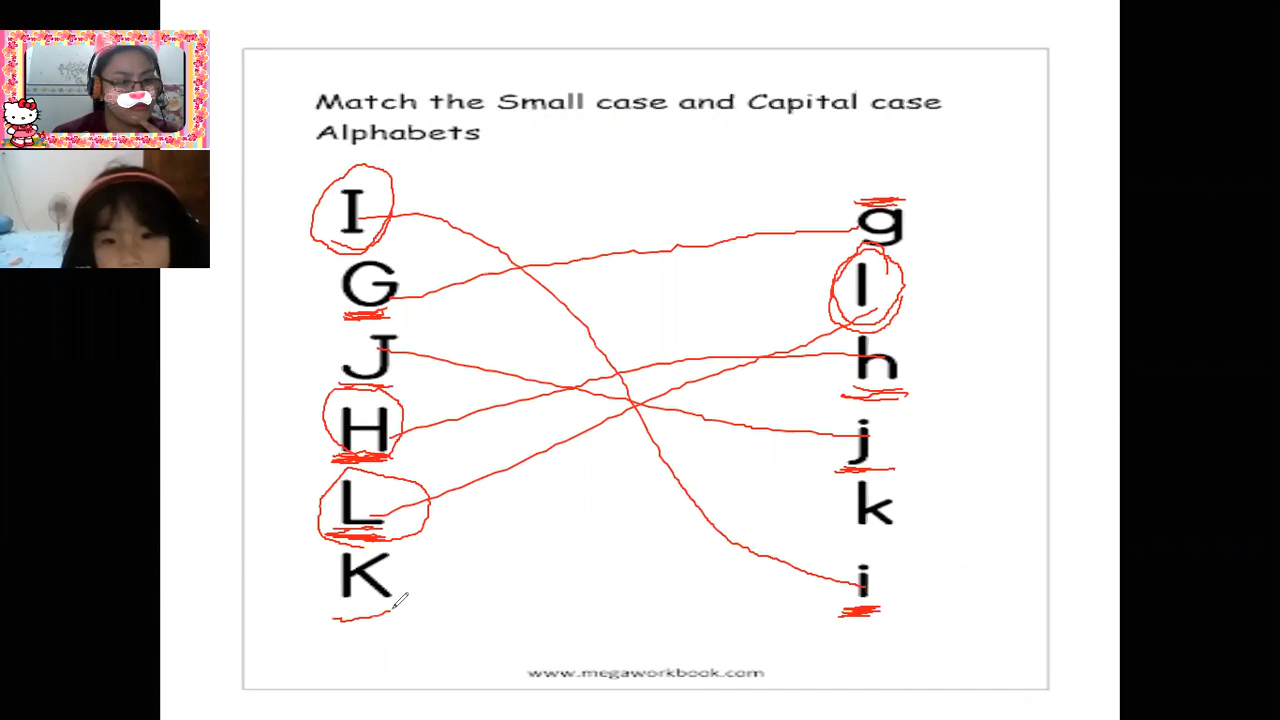 Match the Small case and Capital case
Alphabets
I g
G l
J h
H j
L k
K i
www.megaworkbook.com